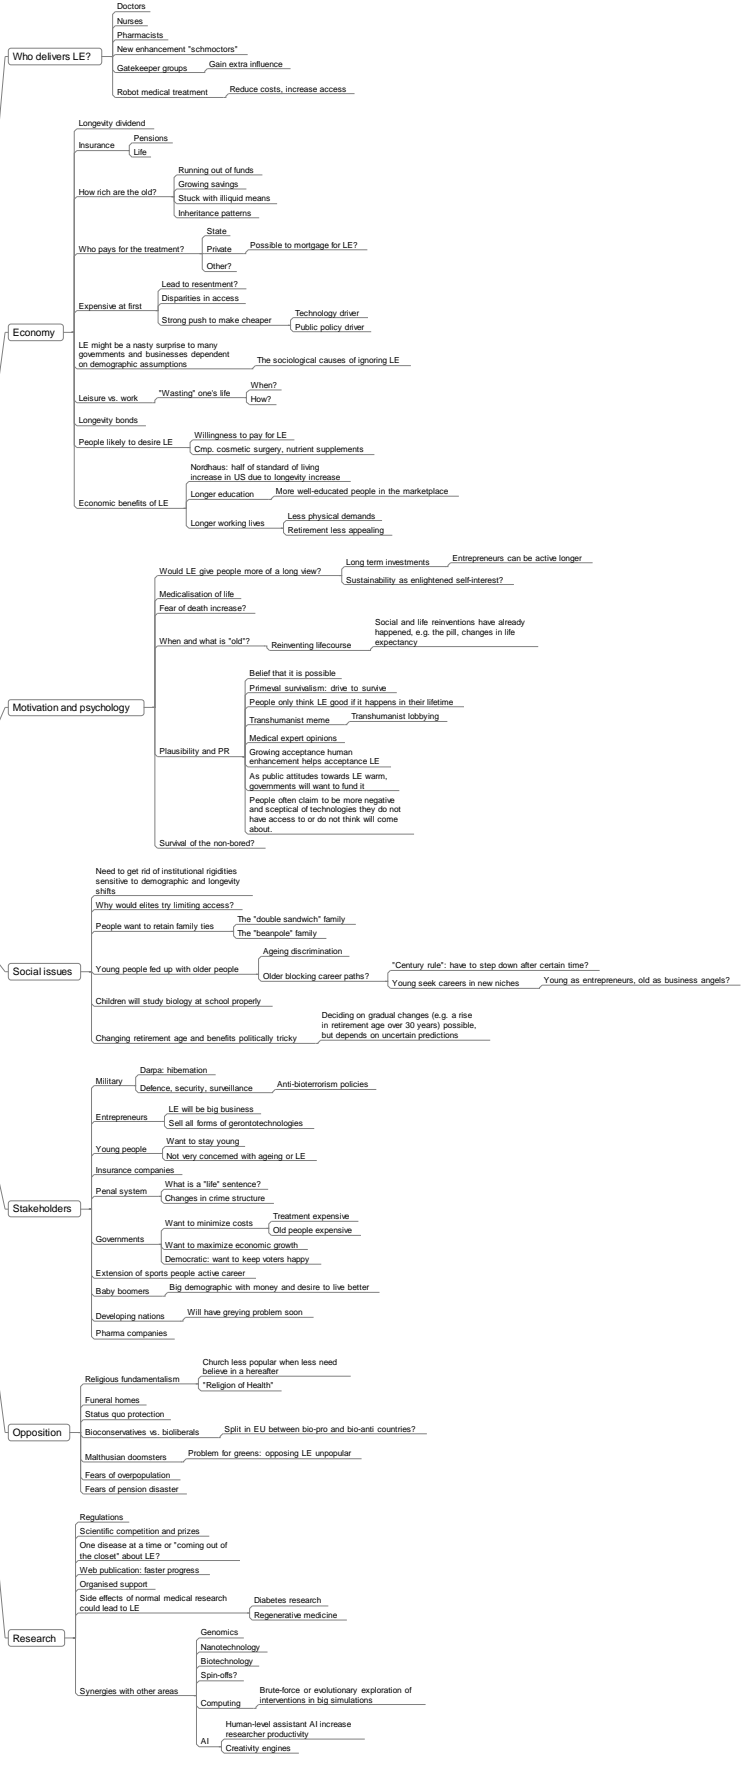 Who delivers LE?
Doctors
Nurses
Pharmacists
New enhancement "schmoctors"
Gatekeeper groups
Gain extra influence
Robot medical treatment
Reduce costs, increase access
Economy
Longevity dividend
Insurance
Pensions
Life
How rich are the old?
Running out of funds
Growing savings
Stuck with illiquid means
Inheritance patterns
Who pays for the treatment?
State
Private
Possible to mortgage for LE?
Other?
Expensive at first
Lead to resentment?
Disparities in access
Strong push to make cheaper
Technology driver
Public policy driver
LE might be a nasty surprise to many
governments and businesses dependent
on demographic assumptions
The sociological causes of ignoring LE
Leisure vs. work
"Wasting" one's life
When?
How?
Longevity bonds
People likely to desire LE
Willingness to pay for LE
Cmp. cosmetic surgery, nutrient supplements
Economic benefits of LE
Nordhaus: half of standard of living
increase in US due to longevity increase
Longer education
More well-educated people in the marketplace
Longer working lives
Less physical demands
Retirement less appealing
Motivation and psychology
Would LE give people more of a long view?
Long term investments
Entrepreneurs can be active longer
Sustainability as enlightened self-interest?
Medicalisation of life
Fear of death increase?
When and what is "old"?
Reinventing lifecourse
Social and life reinventions have already
happened, e.g. the pill, changes in life
expectancy
Plausibility and PR
Belief that it is possible
Primeval survivalism: drive to survive
People only think LE good if it happens in their lifetime
Transhumanist meme
Transhumanist lobbying
Medical expert opinions
Growing acceptance human
enhancement helps acceptance LE
As public attitudes towards LE warm,
governments will want to fund it
People often claim to be more negative
and sceptical of technologies they do not
have access to or do not think will come
about.
Survival of the non-bored?
Social issues
Need to get rid of institutional rigidities
sensitive to demographic and longevity
shifts
Why would elites try limiting access?
People want to retain family ties
The "double sandwich" family
The "beanpole" family
Young people fed up with older people
Ageing discrimination
Older blocking career paths?
"Century rule": have to step down after certain time?
Young seek careers in new niches
Young as entrepreneurs, old as business angels?
Children will study biology at school properly
Changing retirement age and benefits politically tricky
Deciding on gradual changes (e.g. a rise
in retirement age over 30 years) possible,
but depends on uncertain predictions
Stakeholders
Military
Darpa: hibernation
Defence, security, surveillance
Anti-bioterrorism policies
Entrepreneurs
LE will be big business
Sell all forms of gerontotechnologies
Young people
Want to stay young
Not very concerned with ageing or LE
Insurance companies
Penal system
What is a "life" sentence?
Changes in crime structure
Governments
Want to minimize costs
Treatment expensive
Old people expensive
Want to maximize economic growth
Democratic: want to keep voters happy
Extension of sports people active career
Baby boomers
Big demographic with money and desire to live better
Developing nations
Will have greying problem soon
Pharma companies
Opposition
Religious fundamentalism
Church less popular when less need
believe in a hereafter
"Religion of Health"
Funeral homes
Status quo protection
Bioconservatives vs. bioliberals
Split in EU between bio-pro and bio-anti countries?
Malthusian doomsters
Problem for greens: opposing LE unpopular
Fears of overpopulation
Fears of pension disaster
Research
Regulations
Scientific competition and prizes
One disease at a time or "coming out of
the closet" about LE?
Web publication: faster progress
Organised support
Side effects of normal medical research
could lead to LE
Diabetes research
Regenerative medicine
Synergies with other areas
Genomics
Nanotechnology
Biotechnology
Spin-offs?
Computing
Brute-force or evolutionary exploration of
interventions in big simulations
AI
Human-level assistant AI increase
researcher productivity
Creativity engines